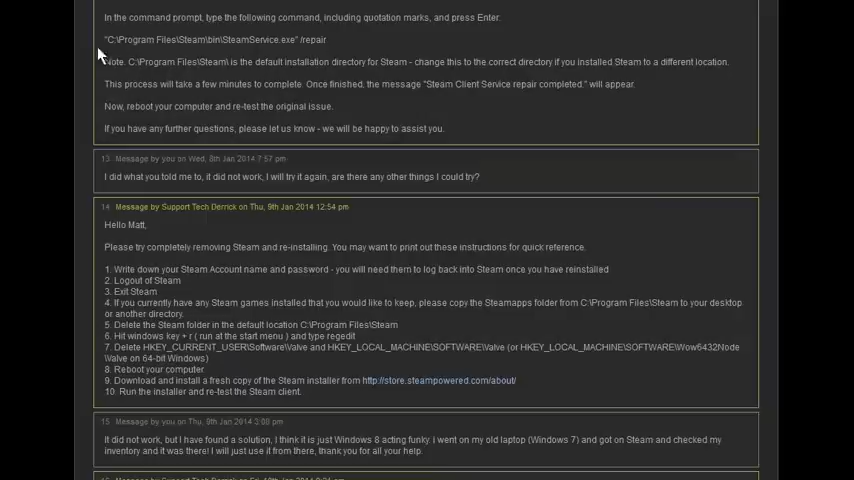 In the command prompt, type the following command, including quotation marks, and press Enter:
"C:\Program Files\Steam\bin\SteamService.exe" /repair
Note. C:\Program Files\Steam\ is the default installation directory for Steam - change this to the correct directory if you installed Steam to a different location.
This process will take a few minutes to complete. Once finished, the message "Steam Client Service repair completed." will appear.
Now, reboot your computer and re-test the original issue.
If you have any further questions, please let us know - we will be happy to assist you.
13 Message by you on Wed, 8th Jan 2014 7:57 pm
I did what you told me to, it did not work, I will try it again, are there any other things I could try?
14 Message by Support Tech Derrick on Thu, 9th Jan 2014 12:54 pm
Hello Matt,
Please try completely removing Steam and re-installing. You may want to print out these instructions for quick reference.
1. Write down your Steam Account name and password - you will need them to log back into Steam once you have reinstalled
2. Logout of Steam
3. Exit Steam
4. If you currently have any Steam games installed that you would like to keep, please copy the Steamapps folder from C:\Program Files\Steam to your desktop
or another directory.
5. Delete the Steam folder in the default location C:\Program Files\Steam
6. Hit windows key + r ( run at the start menu ) and type regedit
7. Delete HKEY_CURRENT_USER\Software\Valve and HKEY_LOCAL_MACHINE\SOFTWARE\Valve (or HKEY_LOCAL_MACHINE\SOFTWARE\Wow6432Node
\Valve on 64-bit Windows)
8. Reboot your computer
9. Download and install a fresh copy of the Steam installer from http://store.steampowered.com/about/
10. Run the installer and re-test the Steam client.
15 Message by you on Thu, 9th Jan 2014 3:08 pm
It did not work, but I have found a solution, I think it is just Windows 8 acting funky. I went on my old laptop (Windows 7) and got on Steam and checked my
inventory and it was there! I will just use it from there, thank you for all your help.
Message by Support Tech Derrick on Fri, 10th Jan 2014